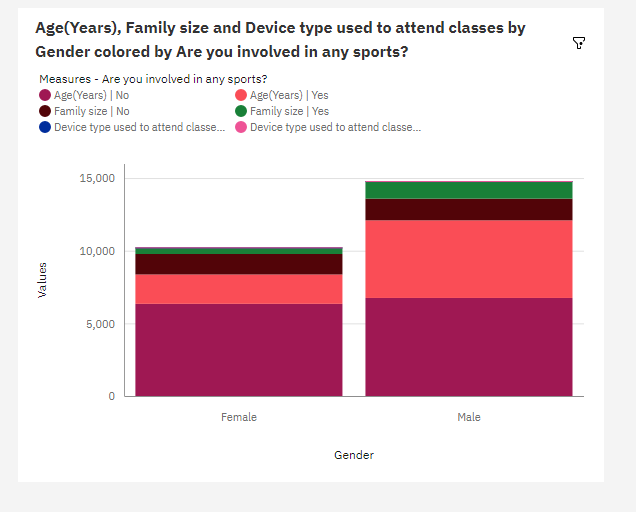 Age(Years), Family size and Device type used to attend classes by
Gender colored by Are you involved in any sports?
Measures - Are you involved in any sports?
Age(Years) | No
Age(Years) | Yes
Family size | No
Family size | Yes
Device type used to attend classe...
Device type used to attend classe...
15,000
10,000
5,000
0
Values
Female
Male
Gender